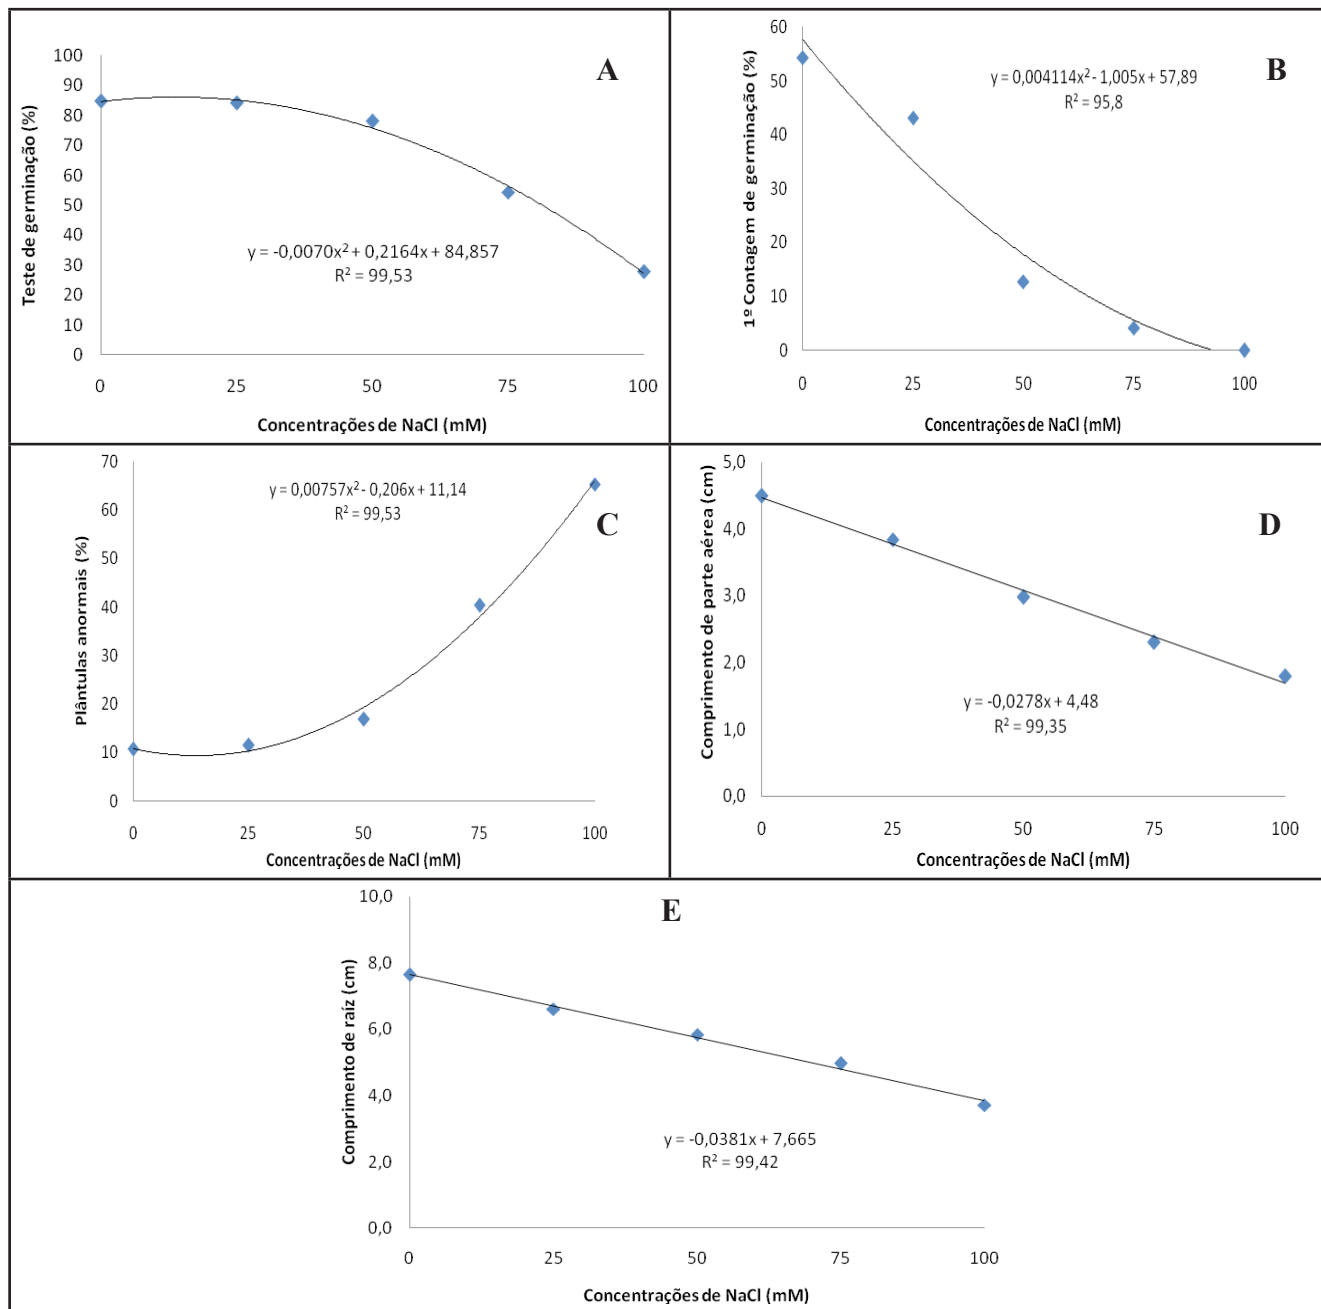 A
100
90
80
70
60
50
40
30
20
10
0
Teste de germinação (%)
y = -0,0070x² + 0,2164x + 84,857
R² = 99,53
0 25 50 75 100
Concentrações de NaCl (mM)
B
60
50
40
30
20
10
0
1º Contagem de germinação (%)
y = 0,004114x² - 1,005x + 57,89
R² = 95,8
0 25 50 75 100
Concentrações de NaCl (mM)
C
70
60
50
40
30
20
10
0
Plântulas anormais (%)
y = 0,00757x² - 0,206x + 11,14
R² = 99,53
0 25 50 75 100
Concentrações de NaCl (mM)
D
5,0
4,0
3,0
2,0
1,0
0,0
Comprimento de parte aérea (cm)
y = -0,0278x + 4,48
R² = 99,35
0 25 50 75 100
Concentrações de NaCl (mM)
E
10,0
8,0
6,0
4,0
2,0
0,0
Comprimento de raíz (cm)
y = -0,0381x + 7,665
R² = 99,42
0 25 50 75 100
Concentrações de NaCl (mM)